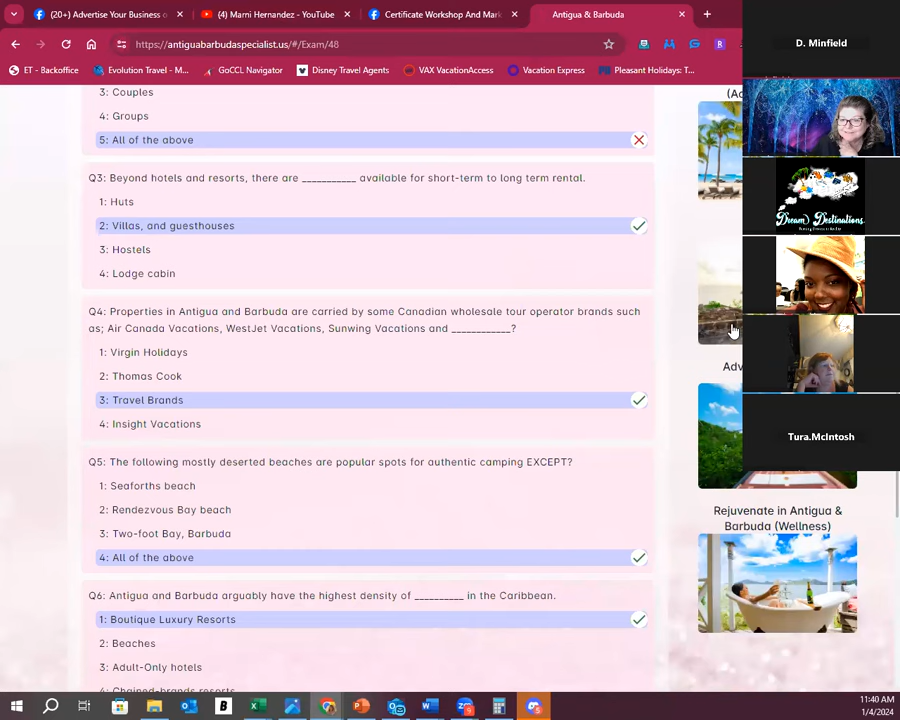 (20+) Advertise Your Business o
(4) Marni Hernandez - YouTube
Certificate Workshop And Mark
Antigua & Barbuda
https://antiguabarbudaspecialist.us/#/Exam/48
ET - Backoffice
Evolution Travel - M...
GoCCL Navigator
Disney Travel Agents
VAX VacationAccess
Vacation Express
Pleasant Holidays: T...
3: Couples
4: Groups
5: All of the above
Q3: Beyond hotels and resorts, there are ___________ available for short-term to long term rental.
1: Huts
2: Villas, and guesthouses
3: Hostels
4: Lodge cabin
Q4: Properties in Antigua and Barbuda are carried by some Canadian wholesale tour operator brands such
as; Air Canada Vacations, WestJet Vacations, Sunwing Vacations and ____________?
1: Virgin Holidays
2: Thomas Cook
3: Travel Brands
4: Insight Vacations
Q5: The following mostly deserted beaches are popular spots for authentic camping EXCEPT?
1: Seaforths beach
2: Rendezvous Bay beach
3: Two-foot Bay, Barbuda
4: All of the above
Q6: Antigua and Barbuda arguably have the highest density of __________ in the Caribbean.
1: Boutique Luxury Resorts
2: Beaches
3: Adult-Only hotels
4: Chained-brands resorts
(Ac
Adv
Rejuvenate in Antigua &
Barbuda (Wellness)
D. Minfield
Dream Destinations
Tura.McIntosh
11:40 AM
1/4/2024